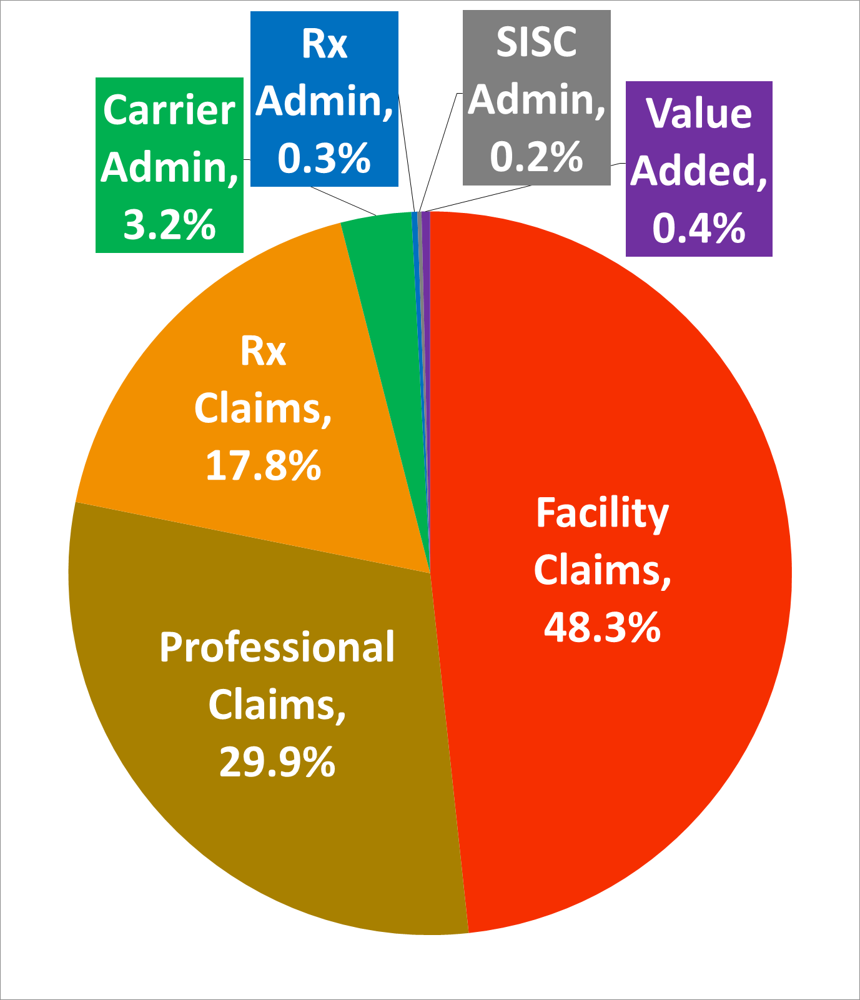 Rx
Admin,
0.3%
SISC
Admin,
0.2%
Carrier
Admin,
3.2%
Value
Added,
0.4%
Rx
Claims,
17.8%
Facility
Claims,
48.3%
Professional
Claims,
29.9%